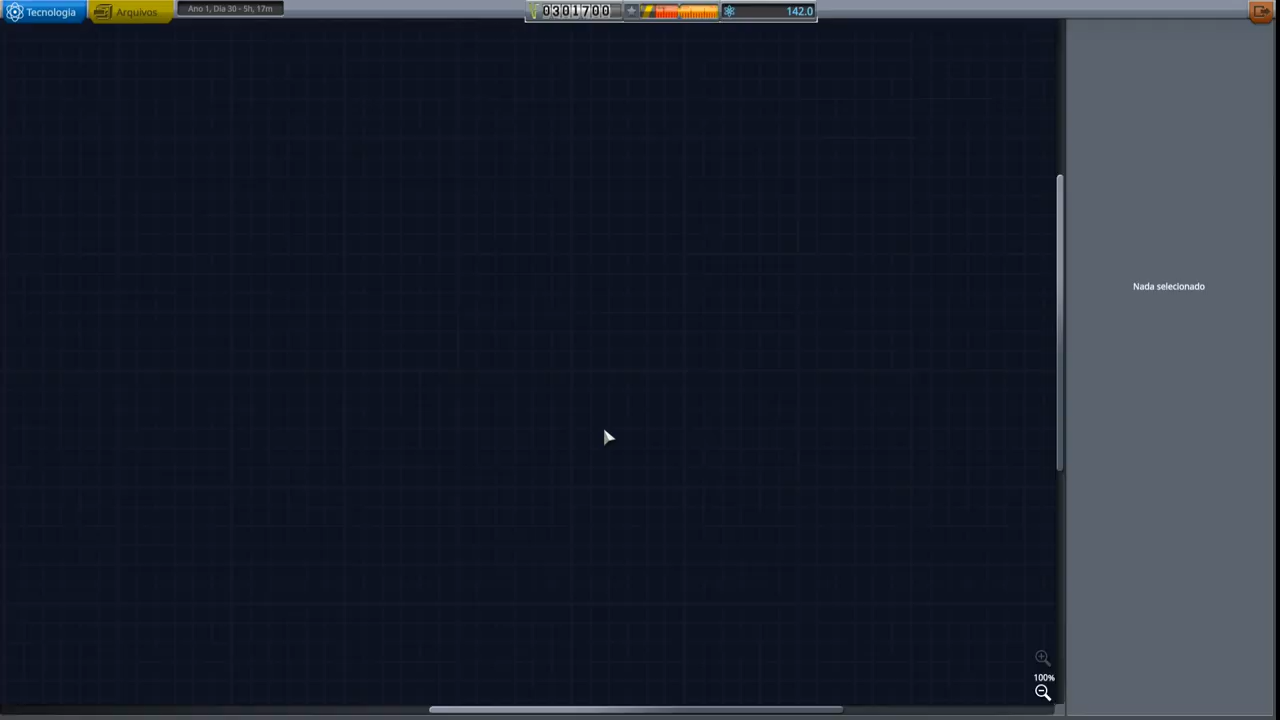 Tecnologia
Arquivos
Ano 1, Dia 30 - 5h, 17m
0301700
142.0
Nada selecionado
100%